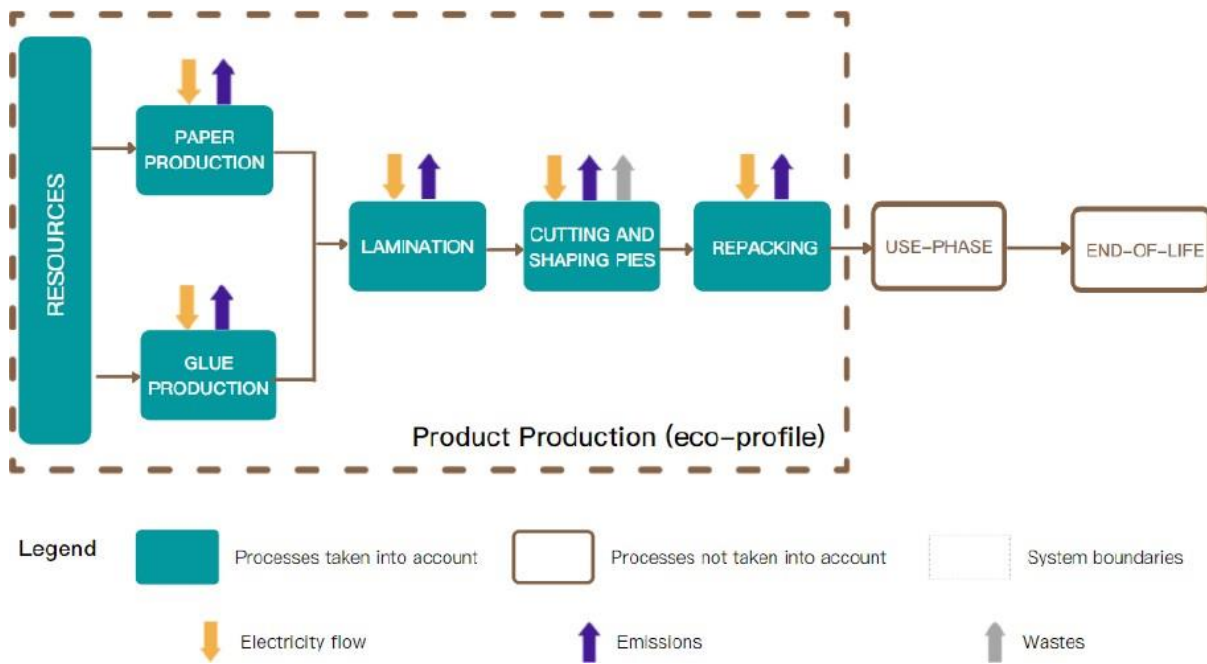 RESOURCES
PAPER
PRODUCTION
GLUE
PRODUCTION
LAMINATION
CUTTING AND
SHAPING PIES
REPACKING
USE-PHASE
END-OF-LIFE
Product Production (eco-profile)
Legend
Processes taken into account
Processes not taken into account
System boundaries
Electricity flow
Emissions
Wastes